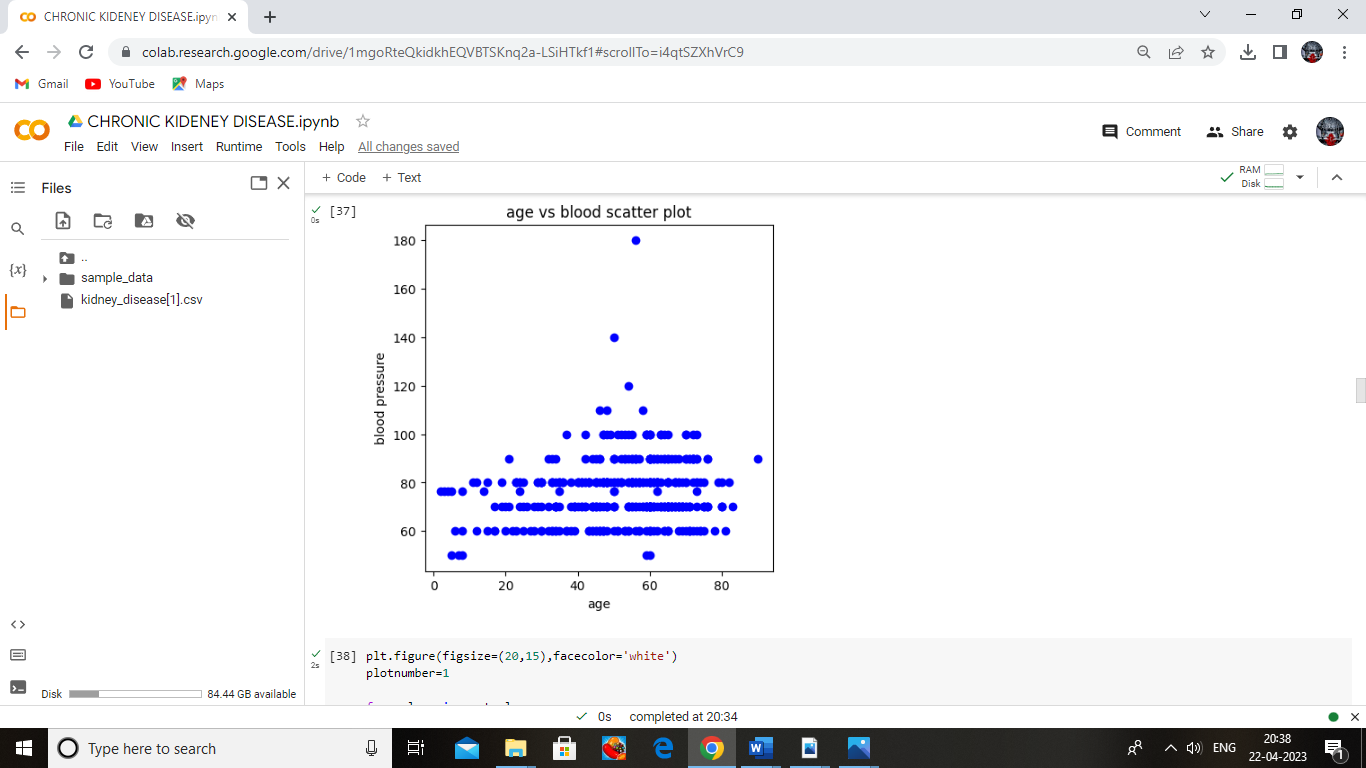 CHRONIC KIDENEY DISEASE.ipyn
colab.research.google.com/drive/1mgoRteQkidkhEQVBTSKnq2a-LSiHTkf1#scrollTo=i4qtSZXhVrC9
Gmail YouTube Maps
CHRONIC KIDENEY DISEASE.ipynb
File Edit View Insert Runtime Tools Help All changes saved
Comment Share
Files
+ Code + Text
RAM
Disk
..
sample_data
kidney_disease[1].csv
{x}
0s
[37]
age vs blood scatter plot
180
160
140
120
100
80
60
blood pressure
0 20 40 60 80
age
2s
[38] plt.figure(figsize=(20,15),facecolor='white')
plotnumber=1
Disk 84.44 GB available
0s completed at 20:34
Type here to search
ENG
20:38
22-04-2023
1